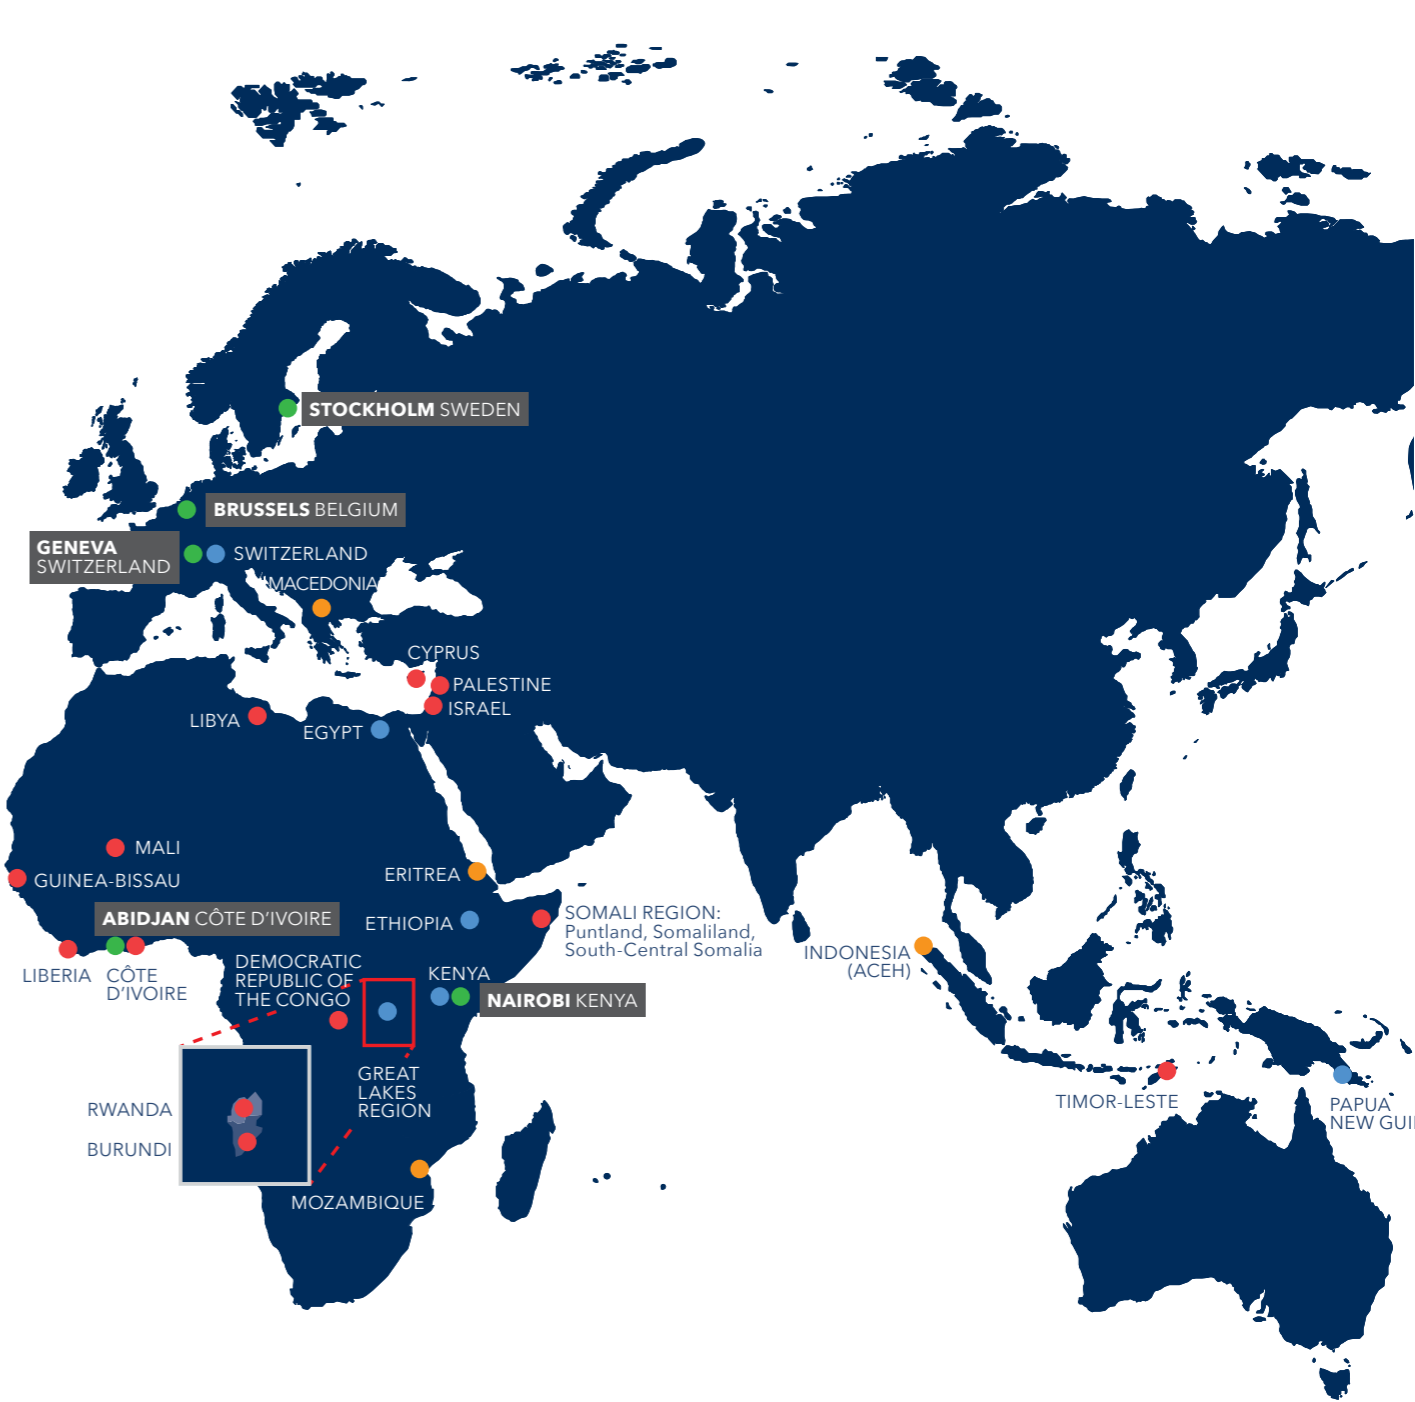 STOCKHOLM SWEDEN
BRUSSELS BELGIUM
GENEVA
SWITZERLAND
SWITZERLAND
MACEDONIA
CYPRUS
PALESTINE
ISRAEL
LIBYA
EGYPT
MALI
GUINEA-BISSAU
ERITREA
ABIDJAN CÔTE D'IVOIRE
ETHIOPIA
SOMALI REGION:
Puntland, Somaliland,
South-Central Somalia
INDONESIA
(ACEH)
LIBERIA
CÔTE
D'IVOIRE
DEMOCRATIC
REPUBLIC OF
THE CONGO
KENYA
NAIROBI KENYA
GREAT
LAKES
REGION
RWANDA
BURUNDI
MOZAMBIQUE
TIMOR-LESTE
PAPUA
NEW GUI